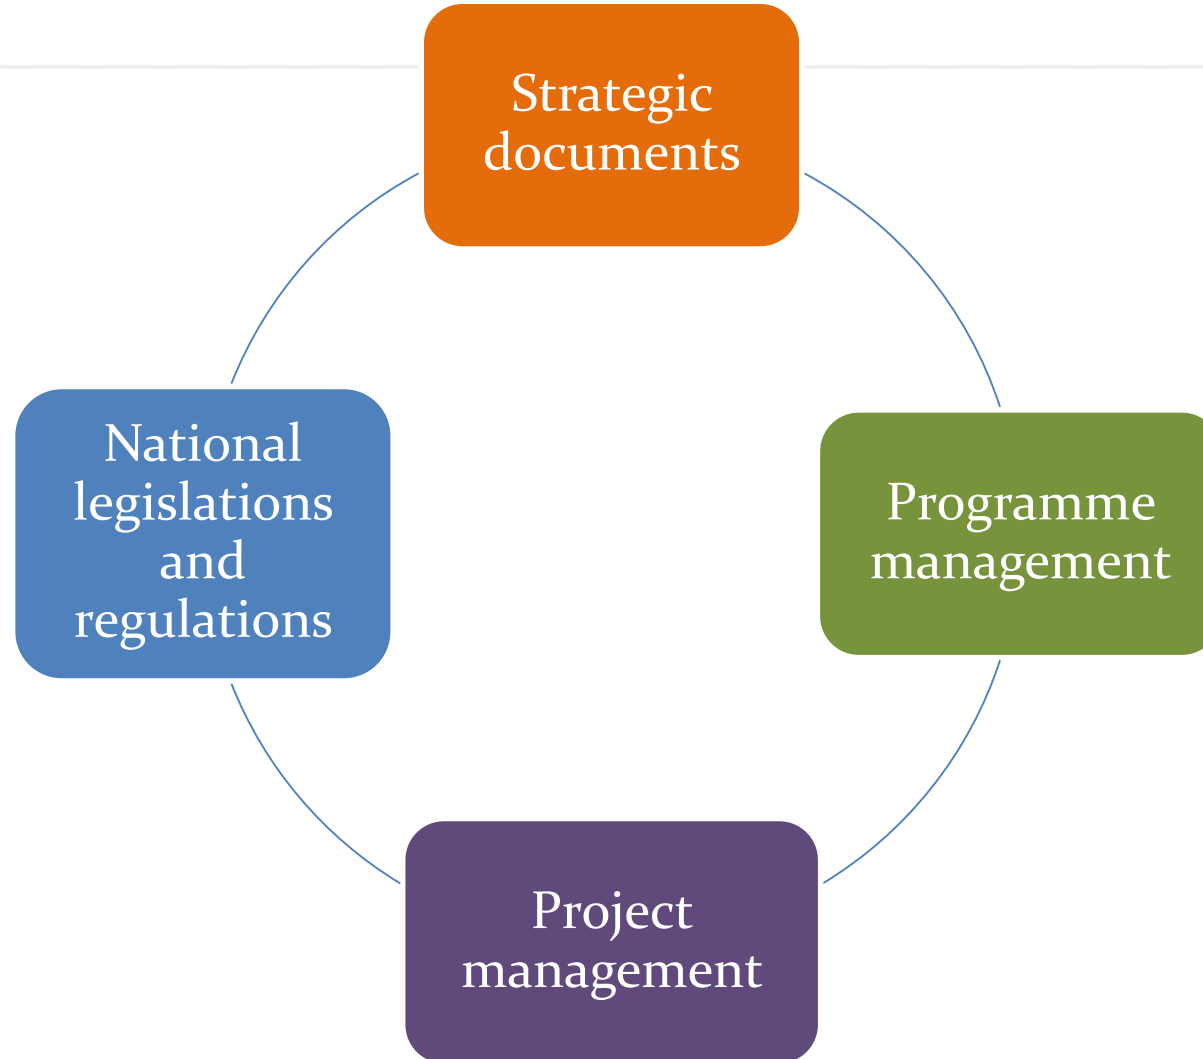 Strategic
documents
National
legislations
and
regulations
Programme
management
Project
management